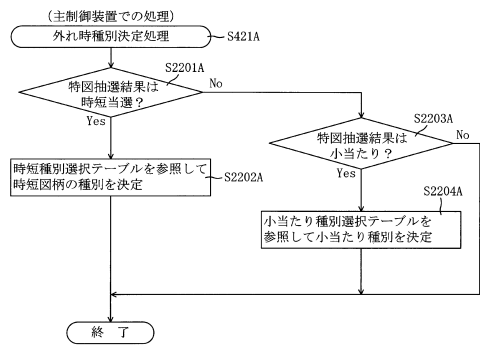 （主制御装置での処理）
外れ時種別決定処理
S421A
S2201A
特図抽選結果は
時短当選？
No
Yes
S2203A
特図抽選結果は
小当たり？
No
Yes
時短種別選択テーブルを参照して
時短図柄の種別を決定
S2202A
S2204A
小当たり種別選択テーブルを
参照して小当たり種別を決定
終　了